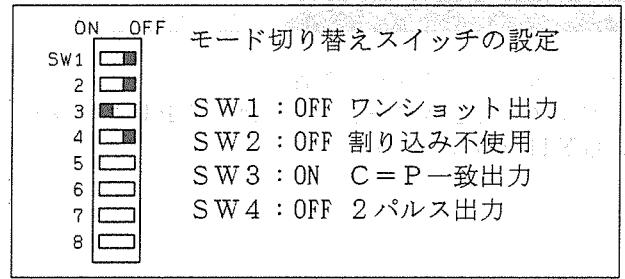 ON OFF
モード切り替えスイッチの設定
SW1
2
3
4
5
6
7
8
SW1：OFF ワンショット出力
SW2：OFF 割り込み不使用
SW3：ON C＝P一致出力
SW4：OFF 2パルス出力